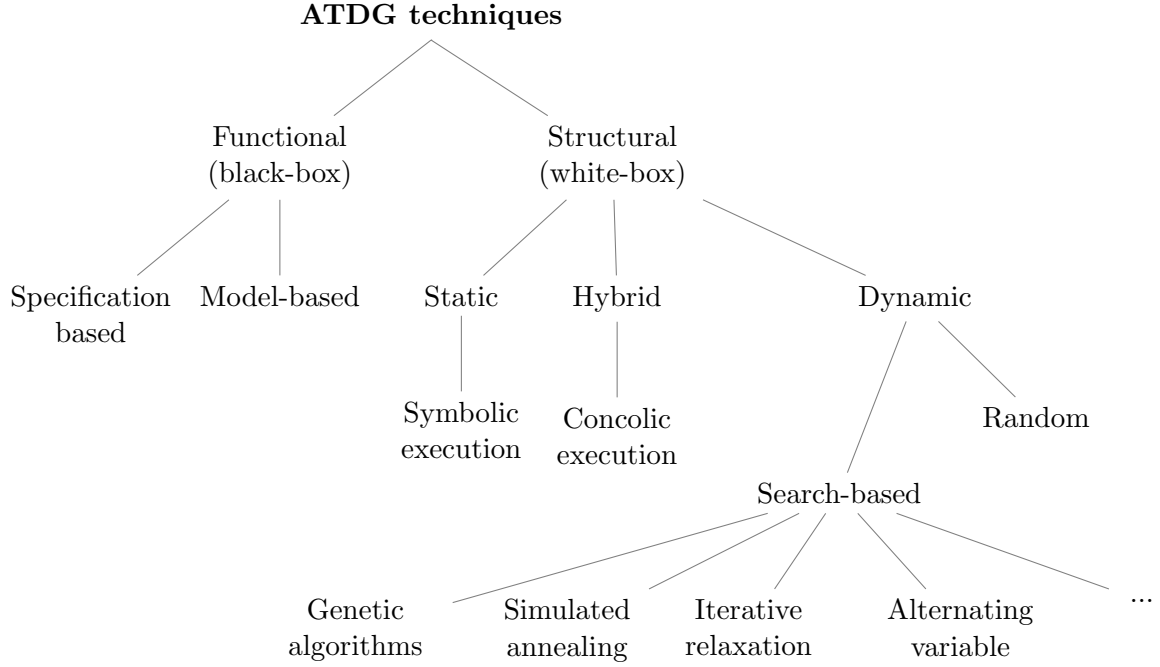 ATDG techniques
Functional
(black-box)
Structural
(white-box)
Specification
based
Model-based
Static
Hybrid
Dynamic
Symbolic
execution
Concolic
execution
Random
Search-based
Genetic
algorithms
Simulated
annealing
Iterative
relaxation
Alternating
variable
...